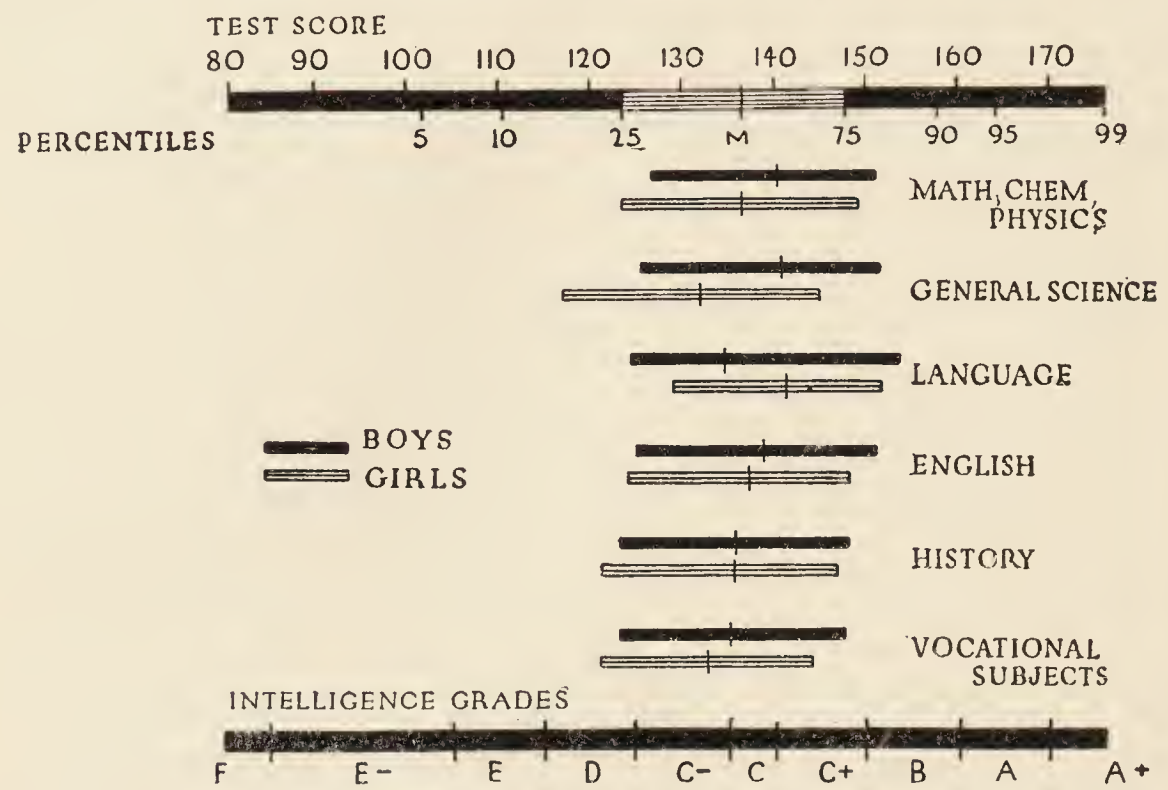 TEST SCORE
80 90 100 110 120 130 140 150 160 170
PERCENTILES 5 10 25 M 75 90 95 99
MATH, CHEM,
PHYSICS
GENERAL SCIENCE
LANGUAGE
BOYS
GIRLS
ENGLISH
HISTORY
VOCATIONAL
SUBJECTS
INTELLIGENCE GRADES
F E- E D C- C C+ B A A+